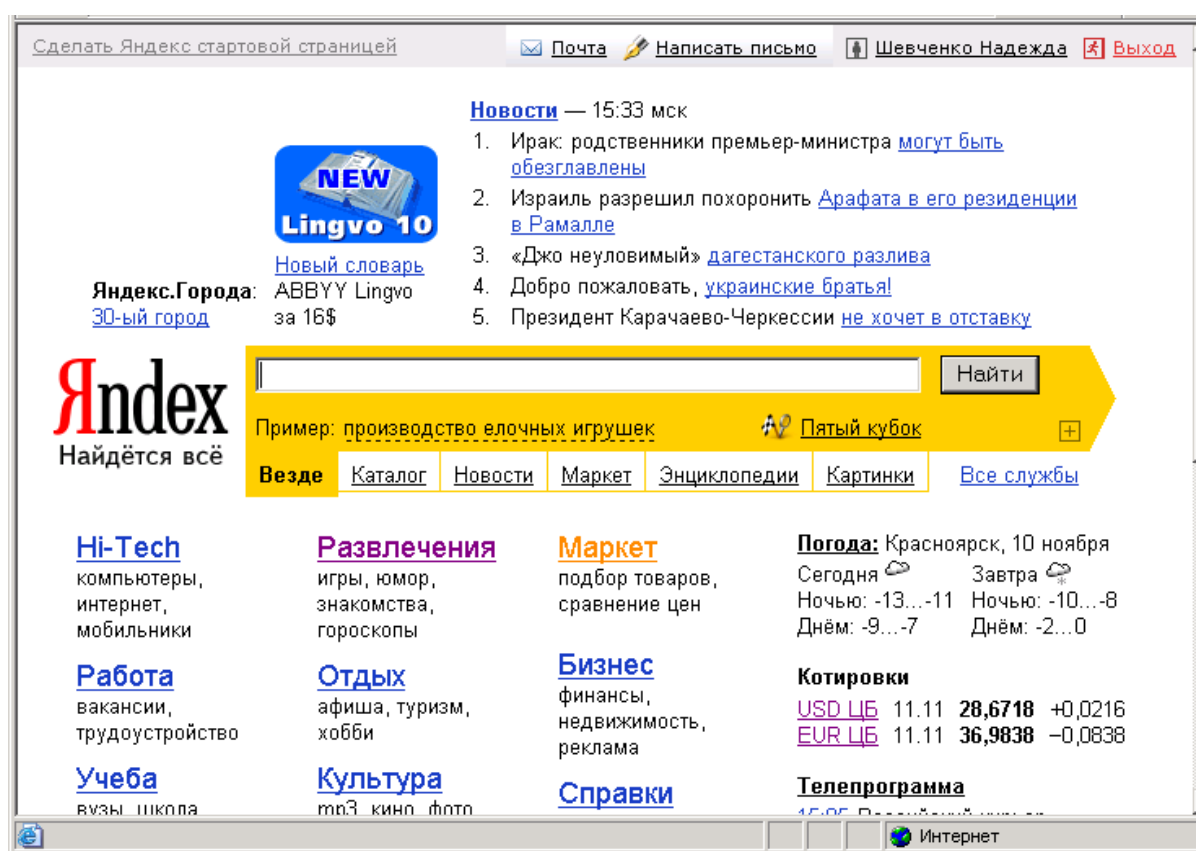 Сделать Яндекс стартовой страницей Почта Написать письмо Шевченко Надежда Выход
Новости — 15:33 мск
1. Ирак: родственники премьер-министра могут быть
обезглавлены
2. Израиль разрешил похоронить Арафата в его резиденции
в Рамалле
3. «Джо неуловимый» дагестанского разлива
4. Добро пожаловать, украинские братья!
5. Президент Карачаево-Черкессии не хочет в отставку
NEW
Lingvo 10
Новый словарь
ABBYY Lingvo
за 16$
Яндекс.Города:
30-ый город
Яndex
Найдётся всё
Найти
Пример: производство елочных игрушек Пятый кубок
Везде Каталог Новости Маркет Энциклопедии Картинки Все службы
Hi-Tech
компьютеры,
интернет,
мобильники
Работа
вакансии,
трудоустройство
Учеба
вузы, школа
Развлечения
игры, юмор,
знакомства,
гороскопы
Отдых
афиша, туризм,
хобби
Культура
mp3, кино, фото
Маркет
подбор товаров,
сравнение цен
Бизнес
финансы,
недвижимость,
реклама
Справки
Погода: Красноярск, 10 ноября
Сегодня Завтра
Ночью: -13...-11 Ночью: -10...-8
Днём: -9...-7 Днём: -2...0
Котировки
USD ЦБ 11.11 28,6718 +0,0216
EUR ЦБ 11.11 36,9838 −0,0838
Телепрограмма
Интернет